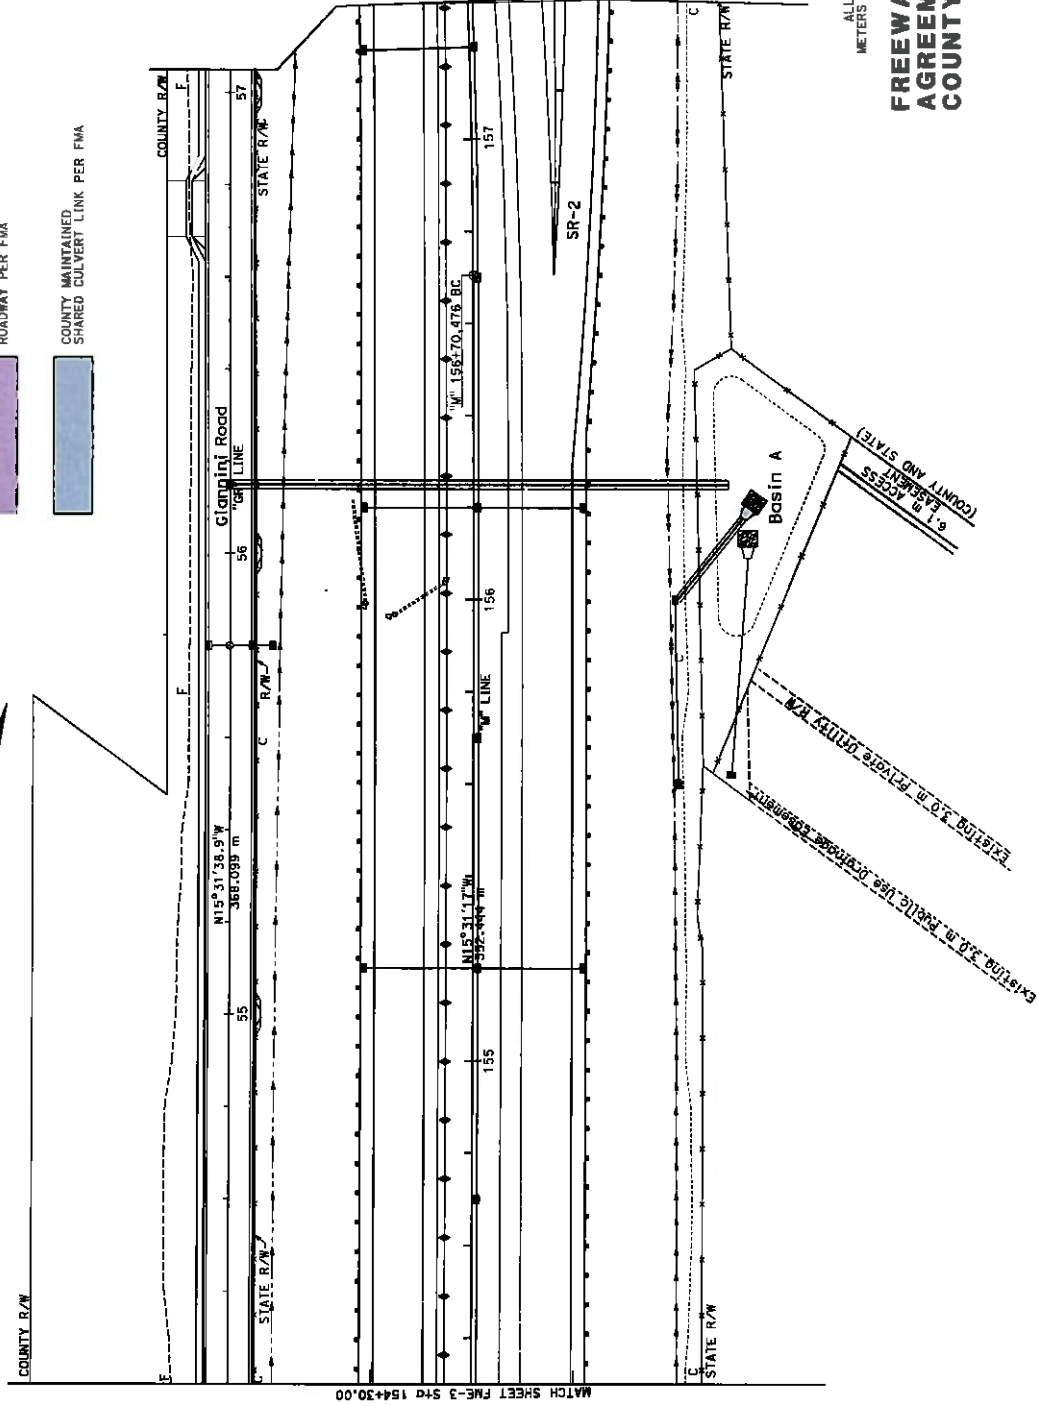 ROADWAY PER FMA
COUNTY MAINTAINED
SHARED CULVERT LINK PER FMA
ALL
METERS
FREEWA
AGREEM
COUNTY
COUNTY R/W
F
57
STATE R/W
C
STATE R/W
157
SR-2
"M" 156+70.476 BC
Giannini Road
"GR" LINE
56
F
R/W
C
156
"M" LINE
C
Basin A
6.1 m ACCESS
EASEMENT
(COUNTY AND STATE)
Existing 3.0 m Private Utility R/W
Existing 3.0 m Public Use Drainage Easement
N15°31'38.9"W
368.099 m
N15°31'17"W
55
155
COUNTY R/W
F
STATE R/W
C
C
STATE R/W
MATCH SHEET FME-3 Sta 154+30.00